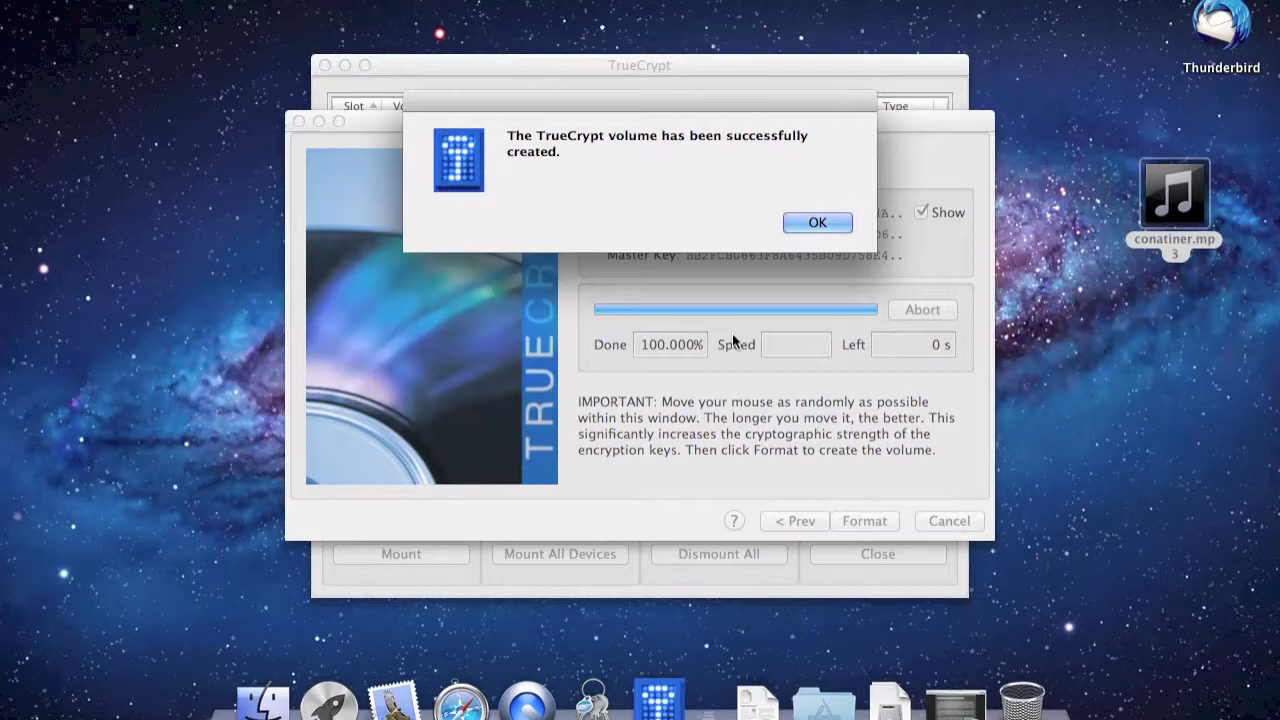 Thunderbird
TrueCrypt
Slot
Type
The TrueCrypt volume has been successfully
created.
OK
Show
Master Key:
conatiner.mp
3
TRUECR
Abort
Done 100.000% Speed Left 0 s
IMPORTANT: Move your mouse as randomly as possible
within this window. The longer you move it, the better. This
significantly increases the cryptographic strength of the
encryption keys. Then click Format to create the volume.
? < Prev Format Cancel
Mount Mount All Devices Dismount All Close